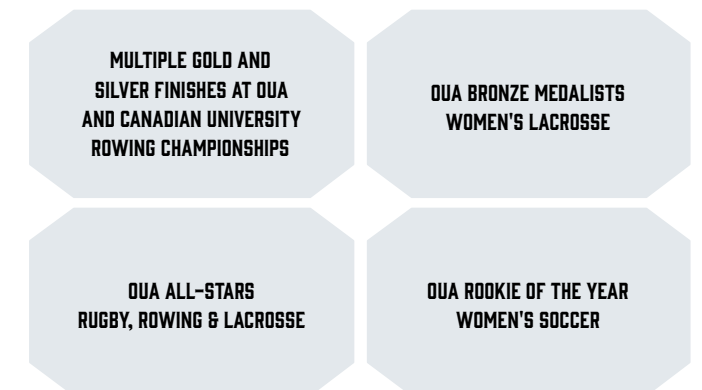 MULTIPLE GOLD AND
SILVER FINISHES AT OUA
AND CANADIAN UNIVERSITY
ROWING CHAMPIONSHIPS
OUA BRONZE MEDALISTS
WOMEN'S LACROSSE
OUA ALL-STARS
RUGBY, ROWING & LACROSSE
OUA ROOKIE OF THE YEAR
WOMEN'S SOCCER